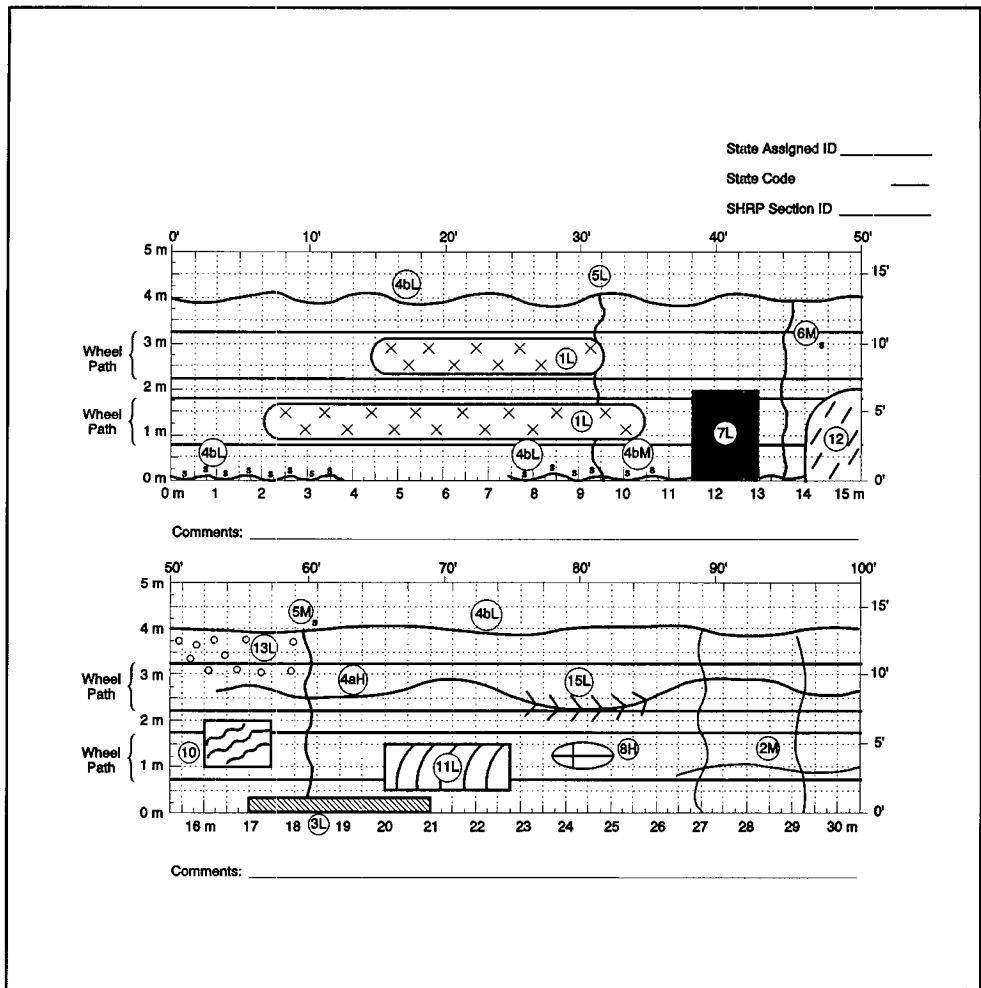 State Assigned ID
State Code
SHRP Section ID
0' 10' 20' 30' 40' 50'
5 m
4bL 5L
15'
4 m
6M s
Wheel Path
3 m
10'
1L
2 m
Wheel Path
5'
1L
1 m
7L 12
4bL 4bL 4bM
s s s s s s s s s s s s s s
0 m 0'
0 m 1 2 3 4 5 6 7 8 9 10 11 12 13 14 15 m
Comments:
50' 60' 70' 80' 90' 100'
5 m
5M s 4bL
15'
4 m
13L
Wheel Path
3 m
10'
4aH 15L
2 m
Wheel Path
10 8H 2M
5'
11L
1 m
0 m 0'
3L
16 m 17 18 19 20 21 22 23 24 25 26 27 28 29 30 m
Comments: